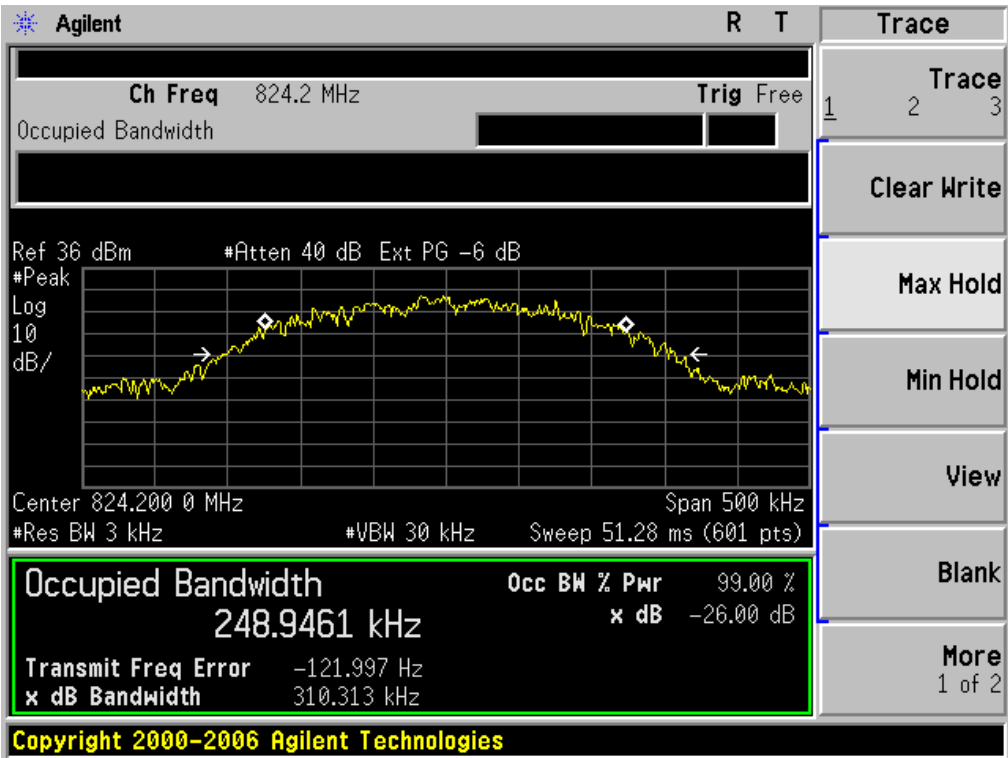 Agilent R T
Ch Freq 824.2 MHz Trig Free
Occupied Bandwidth
Ref 36 dBm #Atten 40 dB Ext PG −6 dB
#Peak
Log
10
dB/
Center 824.200 0 MHz Span 500 kHz
#Res BW 3 kHz #VBW 30 kHz Sweep 51.28 ms (601 pts)
Occupied Bandwidth Occ BW % Pwr 99.00 %
248.9461 kHz x dB −26.00 dB
Transmit Freq Error −121.997 Hz
x dB Bandwidth 310.313 kHz
Copyright 2000-2006 Agilent Technologies
Trace
Trace
1 2 3
Clear Write
Max Hold
Min Hold
View
Blank
More
1 of 2